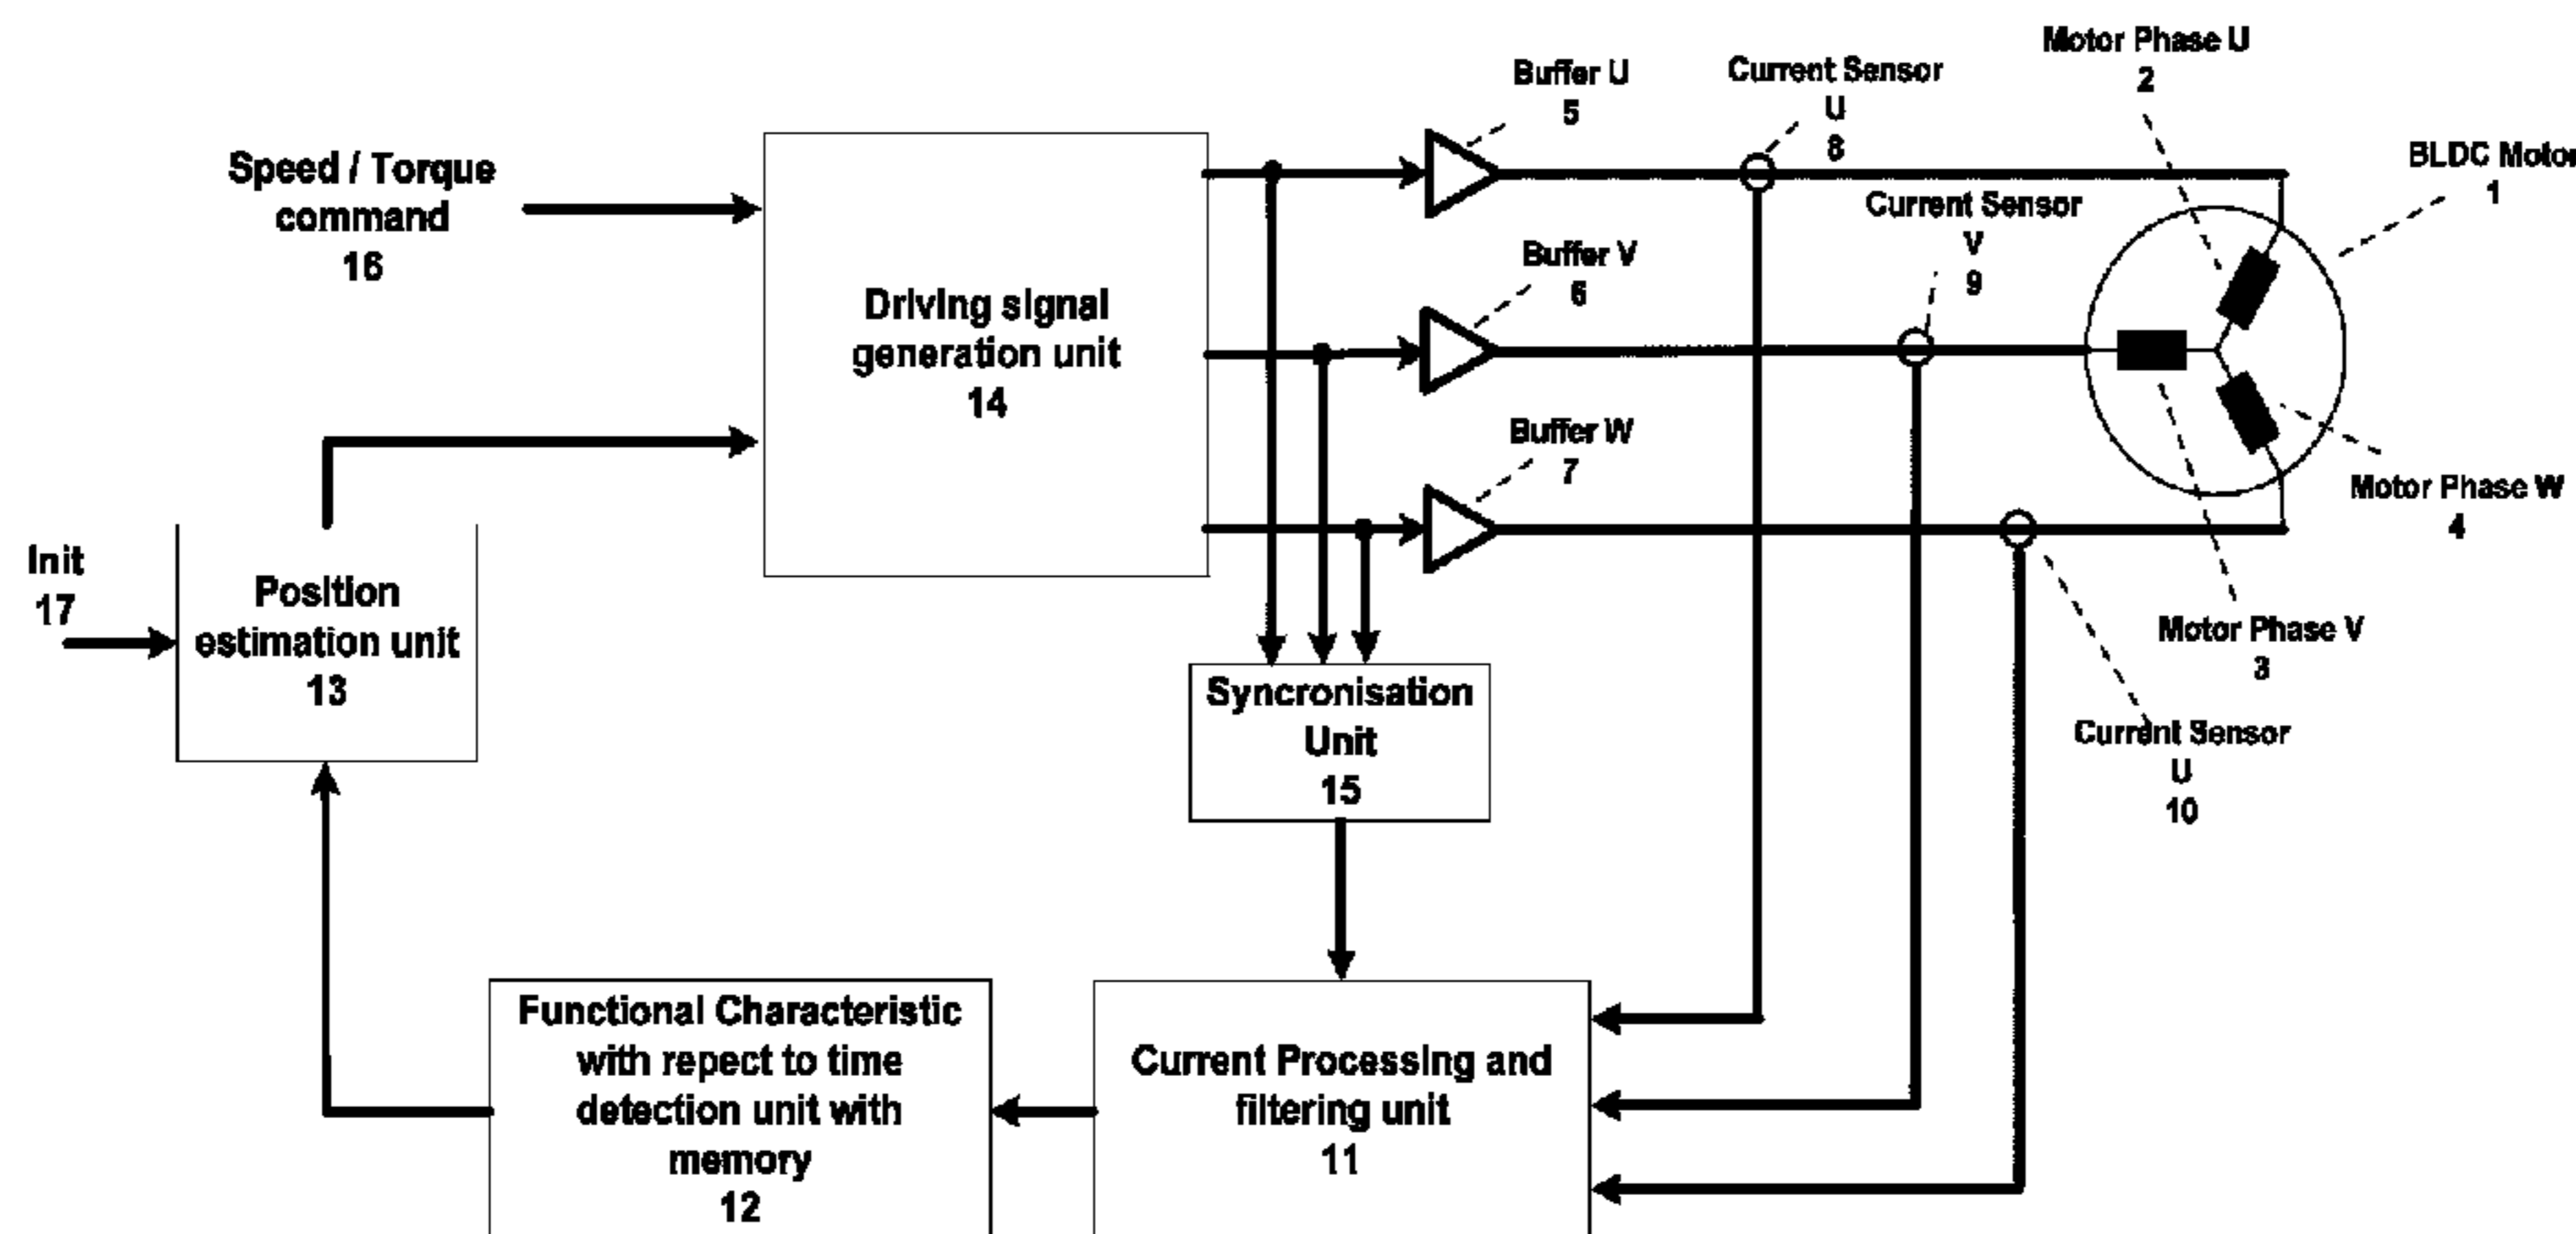 Motor Phase U
2
Buffer U
5
Current Sensor
U
8
BLDC Motor
1
Speed / Torque
command
16
Current Sensor
V
9
Buffer V
6
Driving signal
generation unit
14
Buffer W
7
Motor Phase W
4
Init
17
Position
estimation unit
13
Motor Phase V
3
Syncronisation
Unit
15
Current Sensor
U
10
Functional Characteristic
with repect to time
detection unit with
memory
12
Current Processing and
filtering unit
11